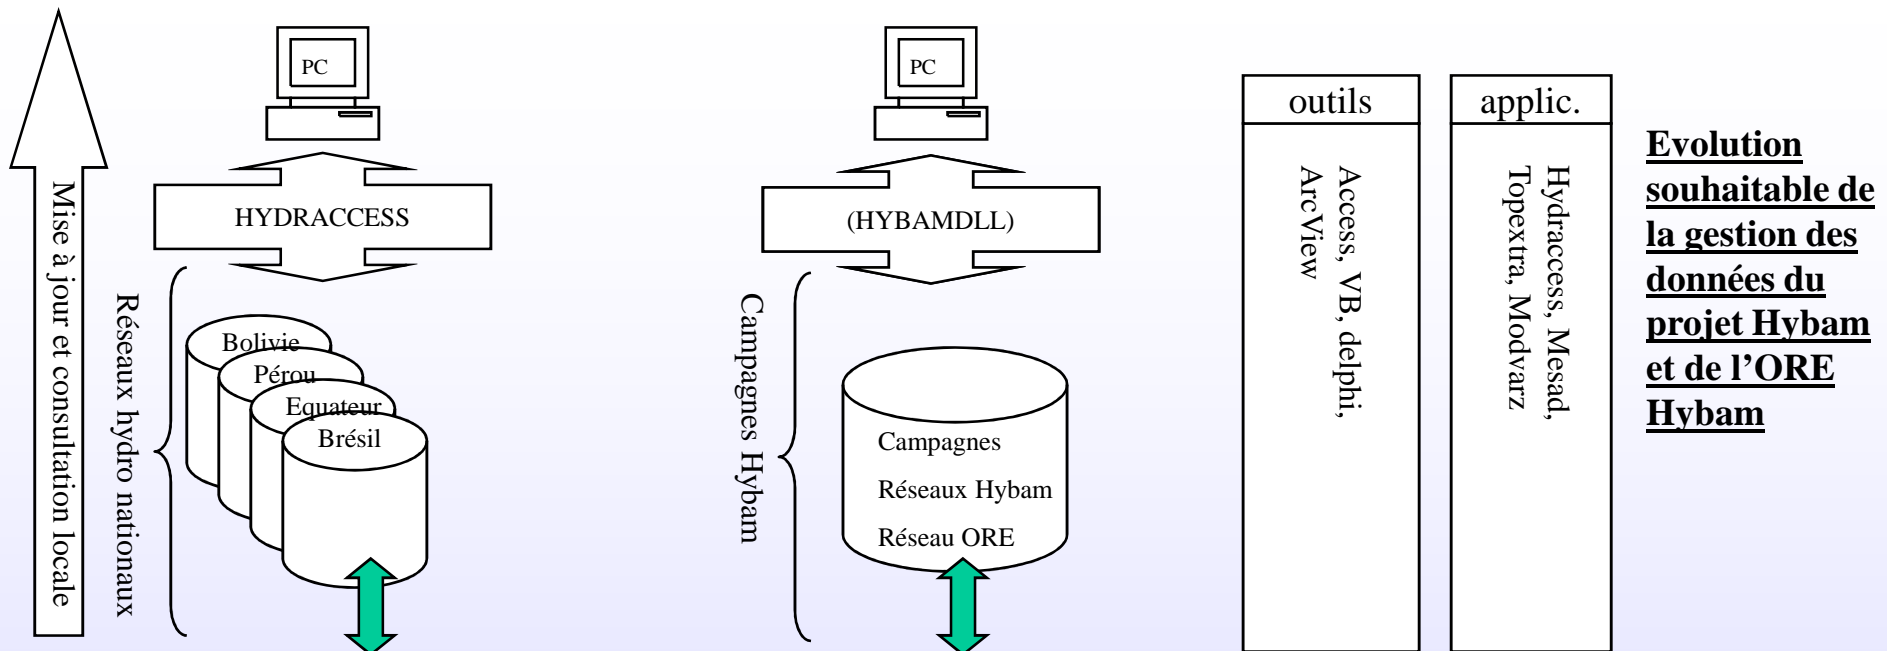 Mise à jour et consultation locale
PC
HYDRACCESS
Réseaux hydro nationaux
Bolivie
Pérou
Equateur
Brésil
PC
(HYBAMDLL)
Campagnes Hybam
Campagnes
Réseaux Hybam
Réseau ORE
outils
Access, VB, delphi,
ArcView
applic.
Hydraccess, Mesad,
Topextra, Modvarz
Evolution
souhaitable de
la gestion des
données du
projet Hybam
et de l’ORE
Hybam